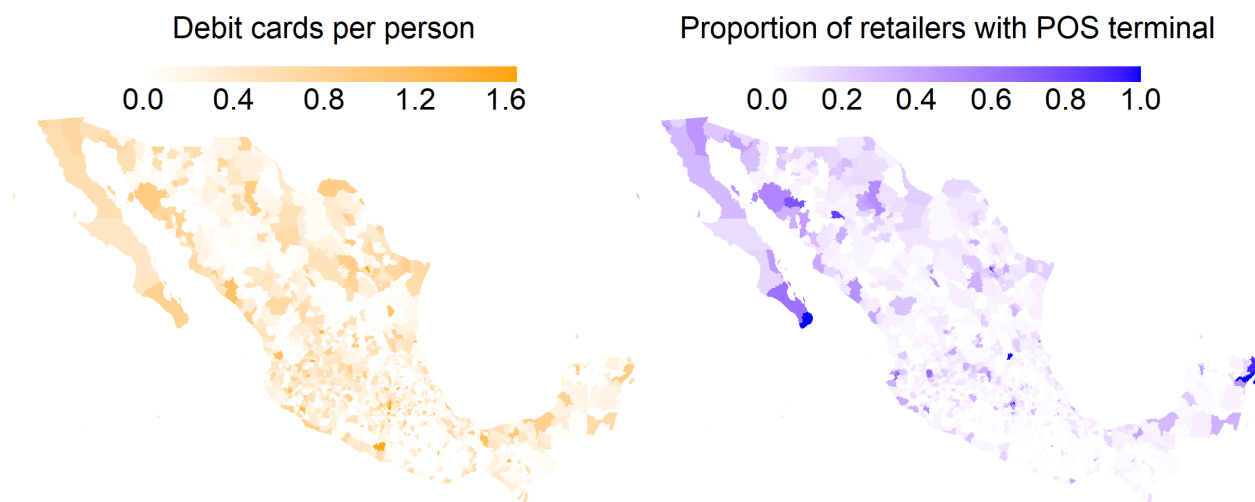 Debit cards per person
0.0 0.4 0.8 1.2 1.6
Proportion of retailers with POS terminal
0.0 0.2 0.4 0.6 0.8 1.0